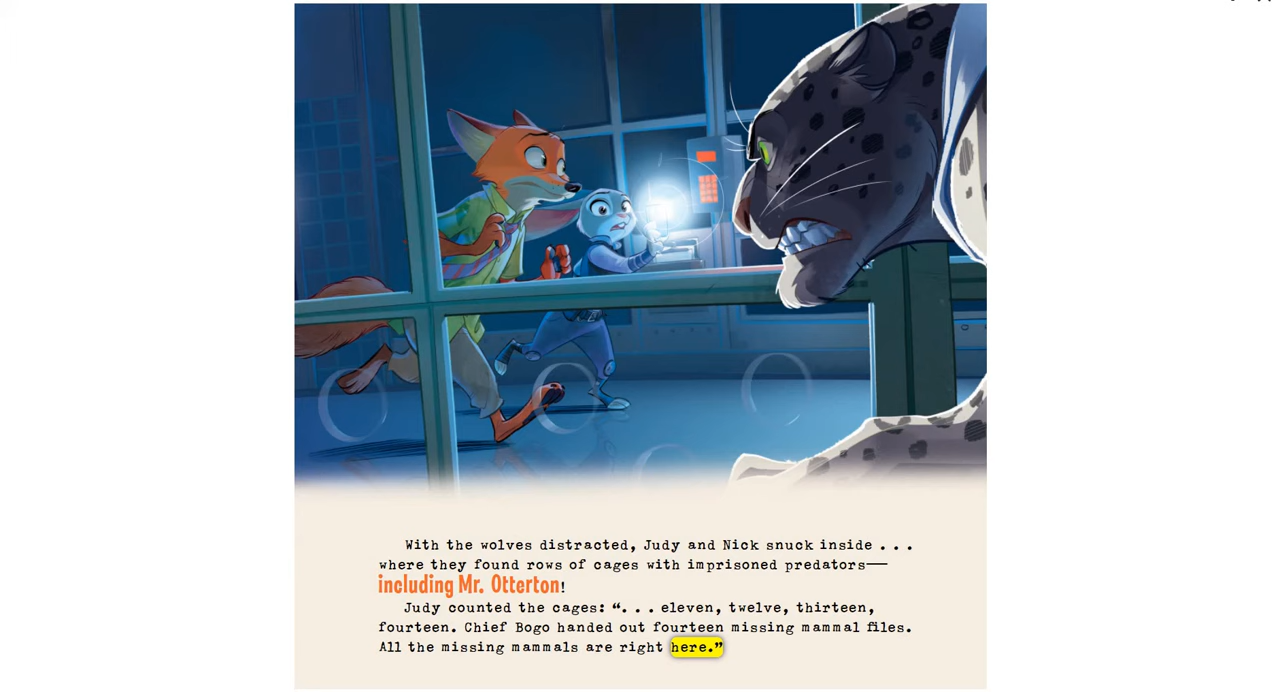 With the wolves distracted, Judy and Nick snuck inside . . .
where they found rows of cages with imprisoned predators—
including Mr. Otterton!
Judy counted the cages: “. . . eleven, twelve, thirteen,
fourteen. Chief Bogo handed out fourteen missing mammal files.
All the missing mammals are right here.”